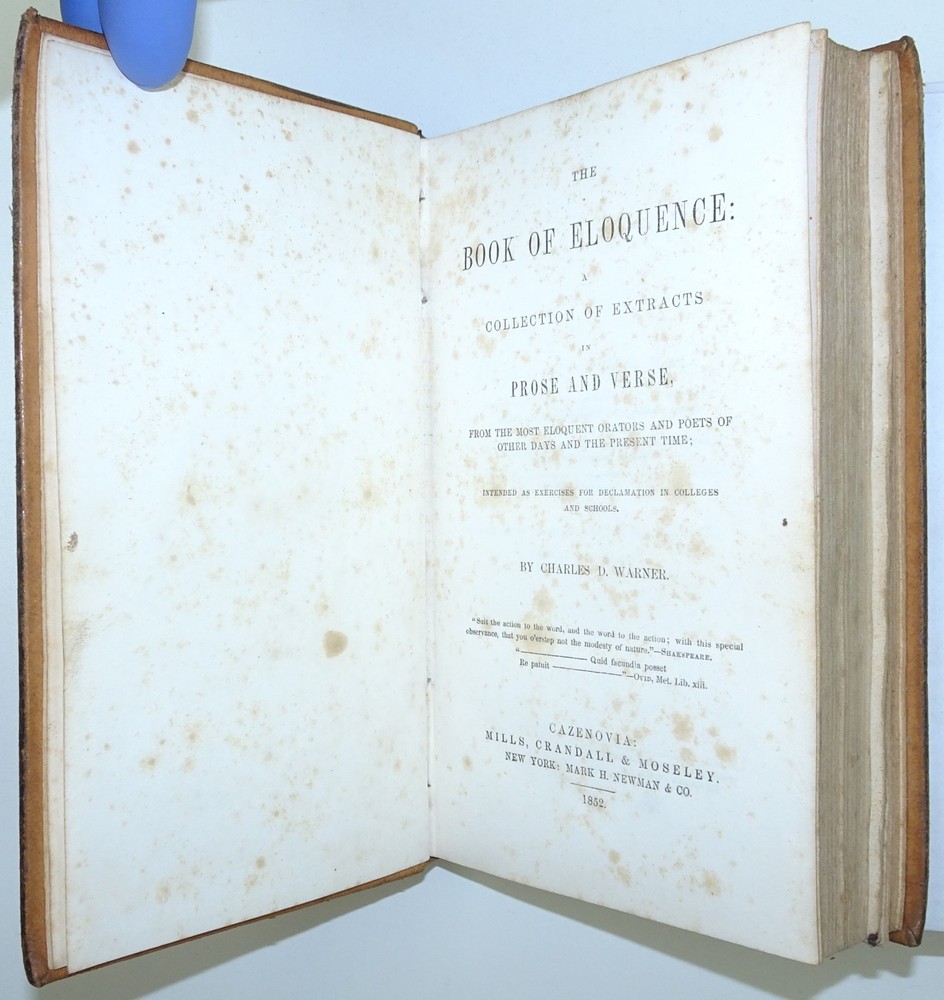 THE
BOOK OF ELOQUENCE:
A
COLLECTION OF EXTRACTS
IN
PROSE AND VERSE,
FROM THE MOST ELOQUENT ORATORS AND POETS OF
OTHER DAYS AND THE PRESENT TIME;
INTENDED AS EXERCISES FOR DECLAMATION IN COLLEGES
AND SCHOOLS.
BY CHARLES D. WARNER.
"Suit the action to the word, and the word to the action; with this special
observance, that you o'erstep not the modesty of nature."—SHAKSPEARE.
"—————— Quid facundia posset
Re patuit ——————"—OVID, Met. Lib. xiii.
CAZENOVIA:
MILLS, CRANDALL & MOSELEY.
NEW YORK: MARK H. NEWMAN & CO.
1852.